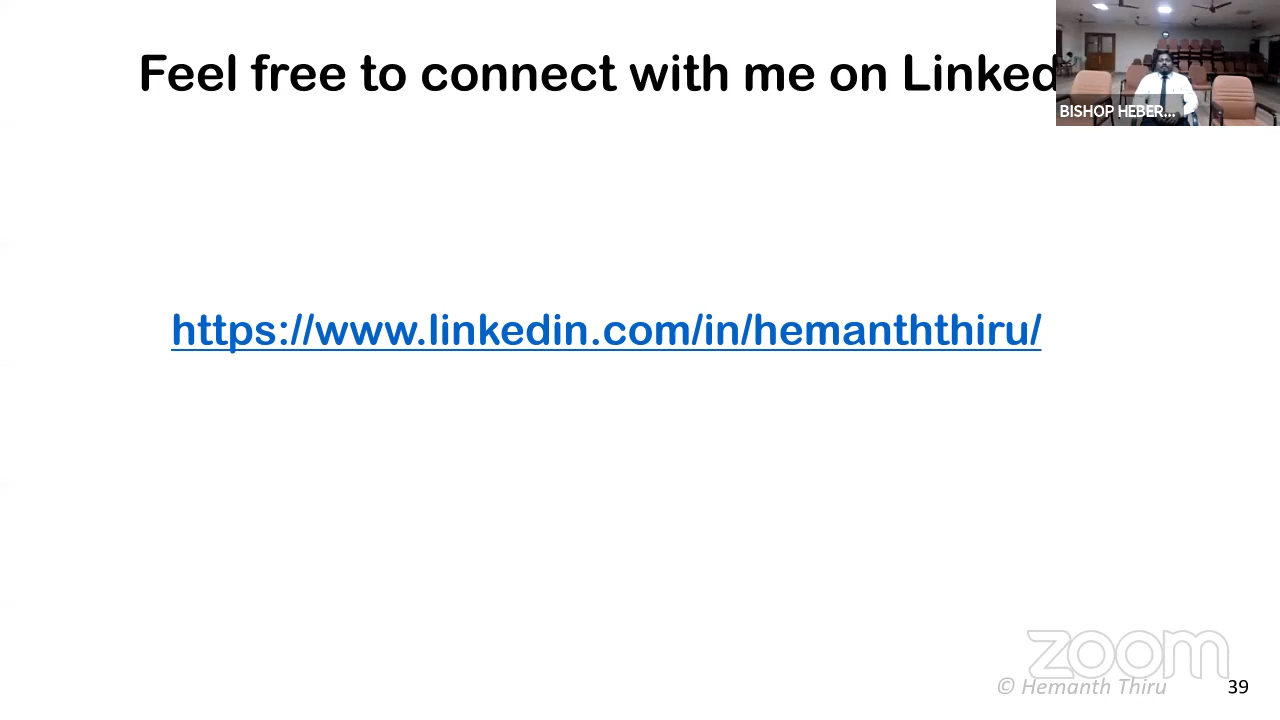 Feel free to connect with me on Linked
BISHOP HEBER...
https://www.linkedin.com/in/hemanththiru/
zoom
© Hemanth Thiru
39